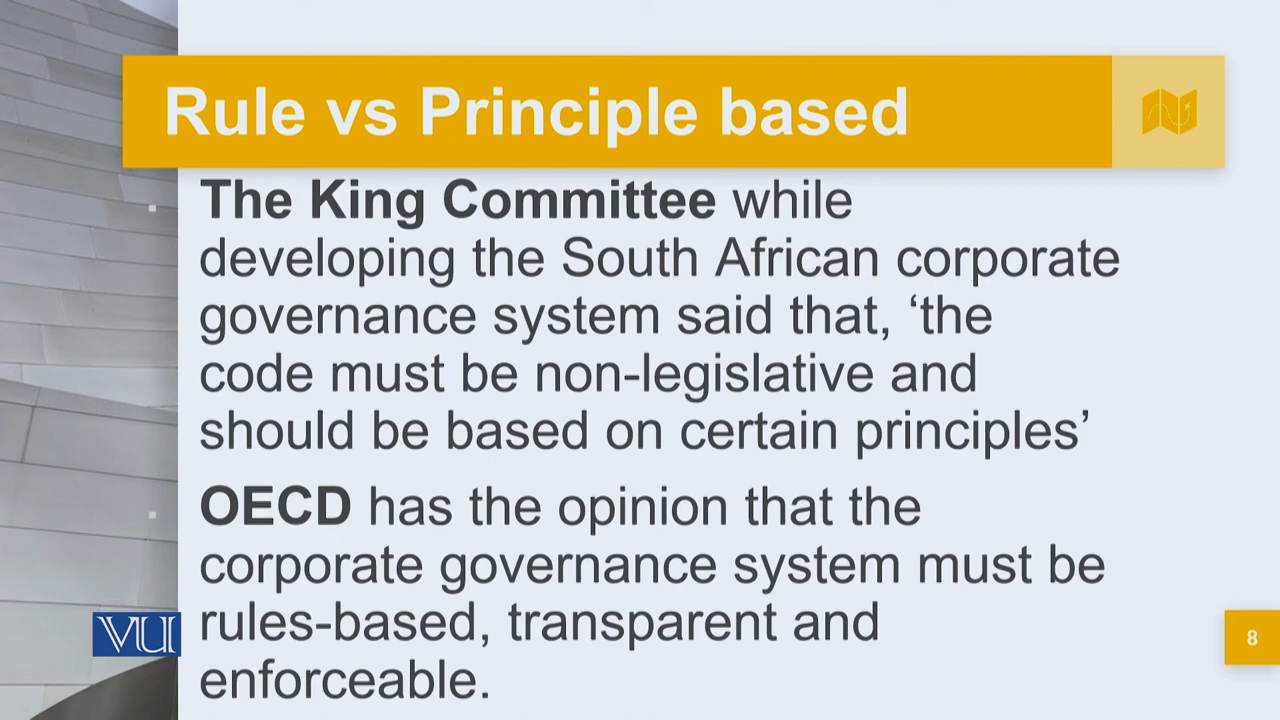 Rule vs Principle based
The King Committee while
developing the South African corporate
governance system said that, ‘the
code must be non-legislative and
should be based on certain principles’
OECD has the opinion that the
corporate governance system must be
rules-based, transparent and
enforceable.
VU
8